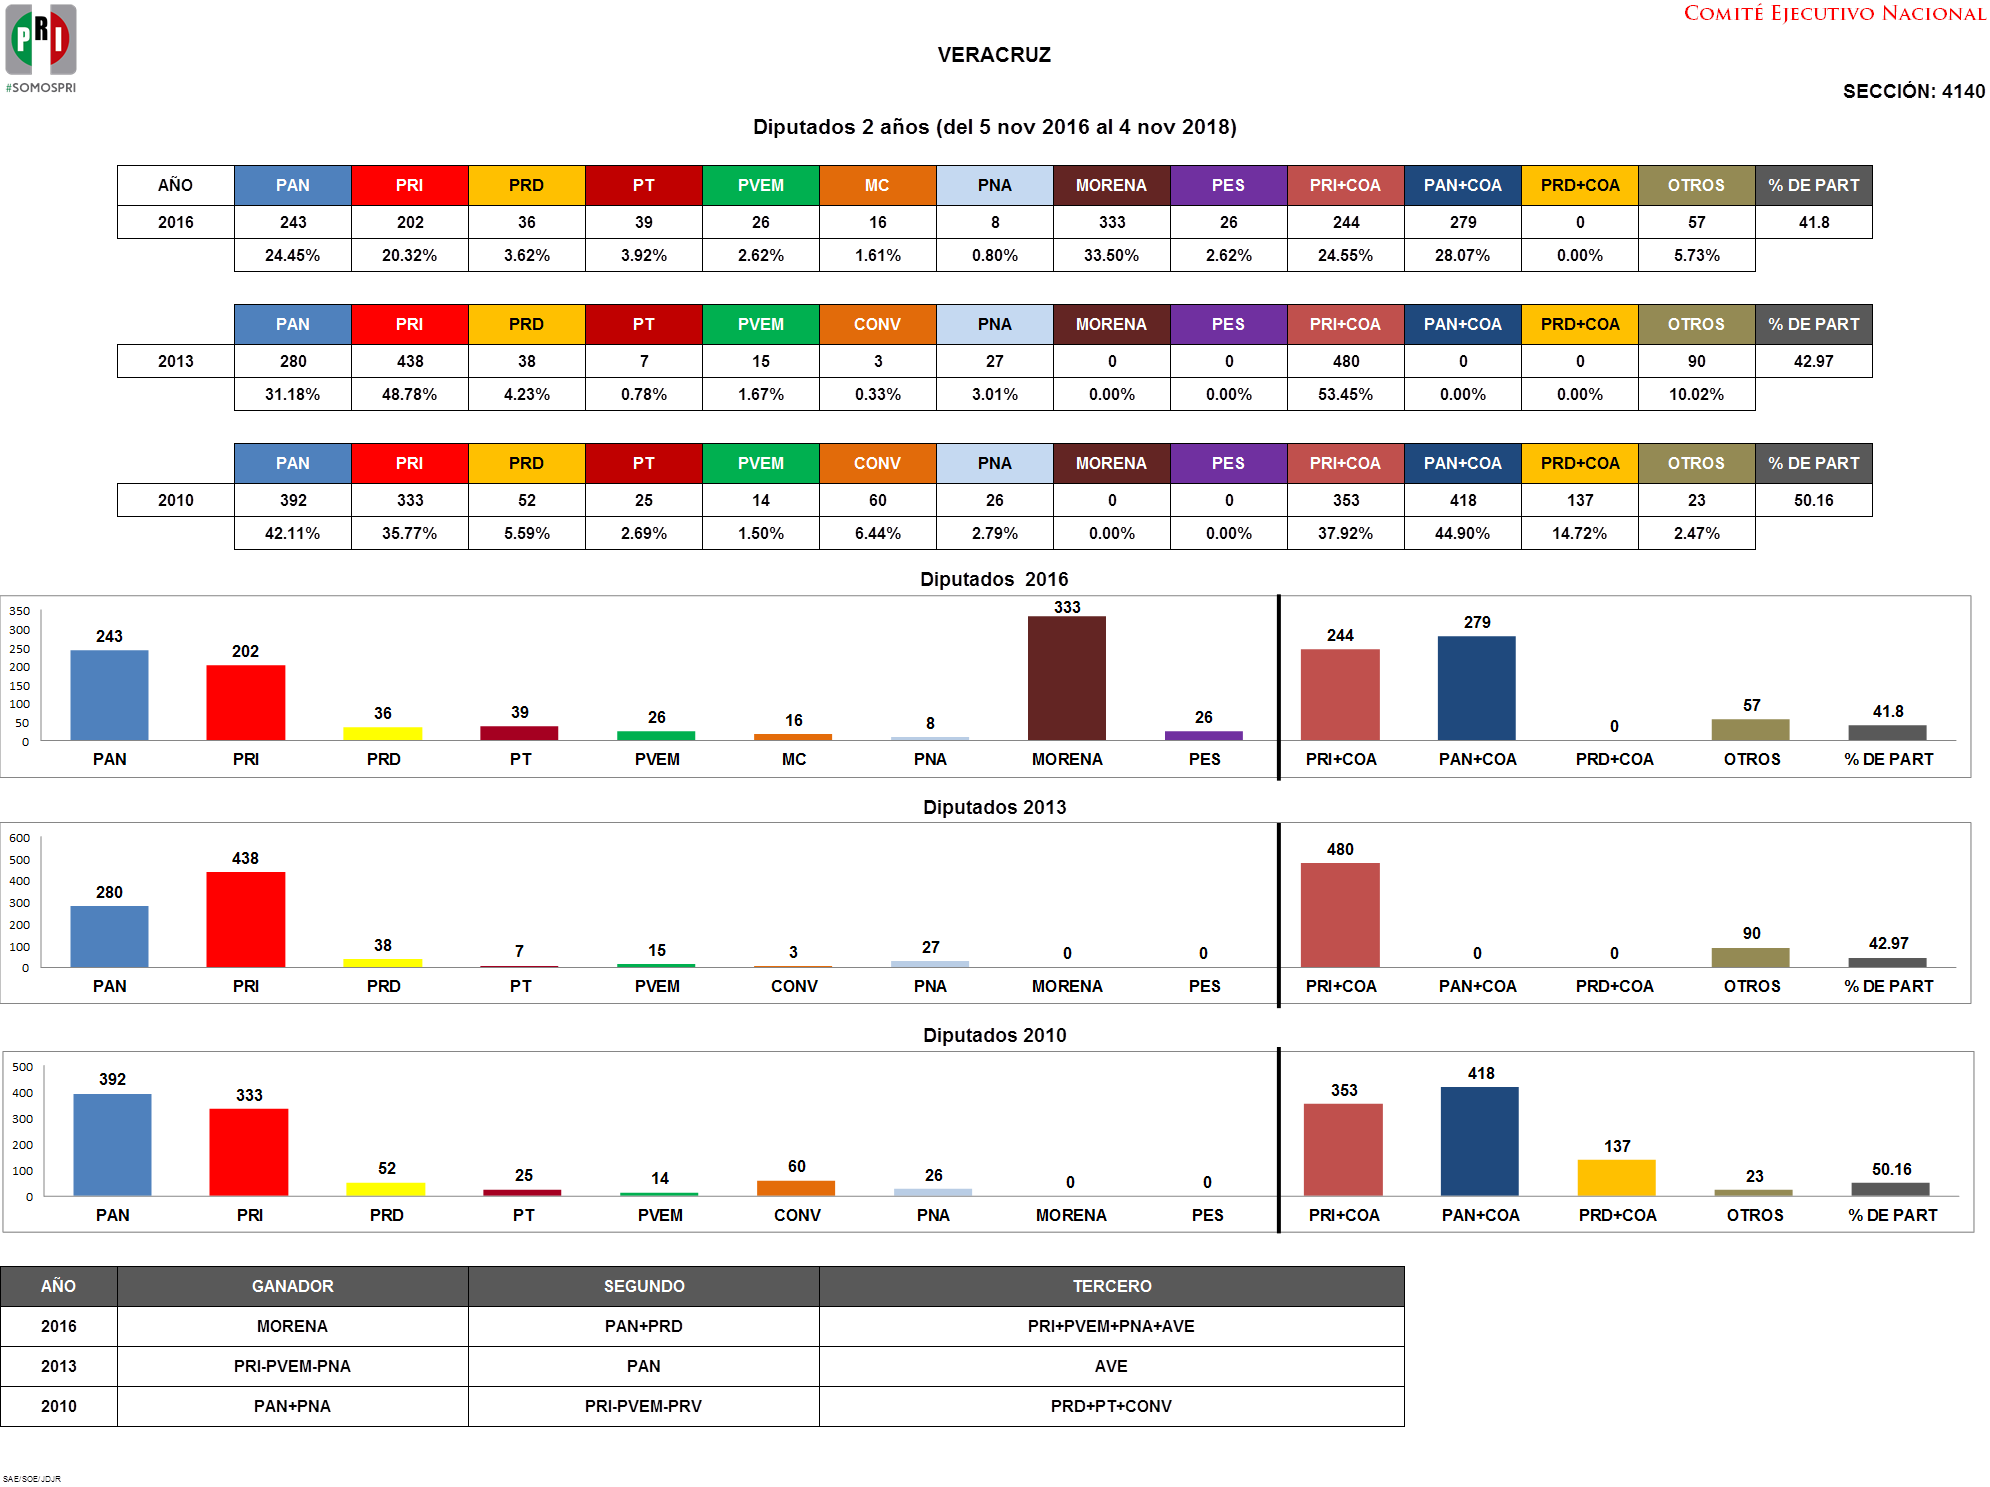 COMITÉ EJECUTIVO NACIONAL
PRI
#SOMOSPRI
VERACRUZ
SECCIÓN: 4140
Diputados 2 años (del 5 nov 2016 al 4 nov 2018)
AÑO PAN PRI PRD PT PVEM MC PNA MORENA PES PRI+COA PAN+COA PRD+COA OTROS % DE PART
2016 243 202 36 39 26 16 8 333 26 244 279 0 57 41.8
24.45% 20.32% 3.62% 3.92% 2.62% 1.61% 0.80% 33.50% 2.62% 24.55% 28.07% 0.00% 5.73%
PAN PRI PRD PT PVEM CONV PNA MORENA PES PRI+COA PAN+COA PRD+COA OTROS % DE PART
2013 280 438 38 7 15 3 27 0 0 480 0 0 90 42.97
31.18% 48.78% 4.23% 0.78% 1.67% 0.33% 3.01% 0.00% 0.00% 53.45% 0.00% 0.00% 10.02%
PAN PRI PRD PT PVEM CONV PNA MORENA PES PRI+COA PAN+COA PRD+COA OTROS % DE PART
2010 392 333 52 25 14 60 26 0 0 353 418 137 23 50.16
42.11% 35.77% 5.59% 2.69% 1.50% 6.44% 2.79% 0.00% 0.00% 37.92% 44.90% 14.72% 2.47%
Diputados 2016
350
300
250
200
150
100
50
0
243 202 36 39 26 16 8 333 26 244 279 0 57 41.8
PAN PRI PRD PT PVEM MC PNA MORENA PES PRI+COA PAN+COA PRD+COA OTROS % DE PART
Diputados 2013
600
500
400
300
200
100
0
280 438 38 7 15 3 27 0 0 480 0 0 90 42.97
PAN PRI PRD PT PVEM CONV PNA MORENA PES PRI+COA PAN+COA PRD+COA OTROS % DE PART
Diputados 2010
500
400
300
200
100
0
392 333 52 25 14 60 26 0 0 353 418 137 23 50.16
PAN PRI PRD PT PVEM CONV PNA MORENA PES PRI+COA PAN+COA PRD+COA OTROS % DE PART
AÑO GANADOR SEGUNDO TERCERO
2016 MORENA PAN+PRD PRI+PVEM+PNA+AVE
2013 PRI-PVEM-PNA PAN AVE
2010 PAN+PNA PRI-PVEM-PRV PRD+PT+CONV
SAE/SOE/JDJR